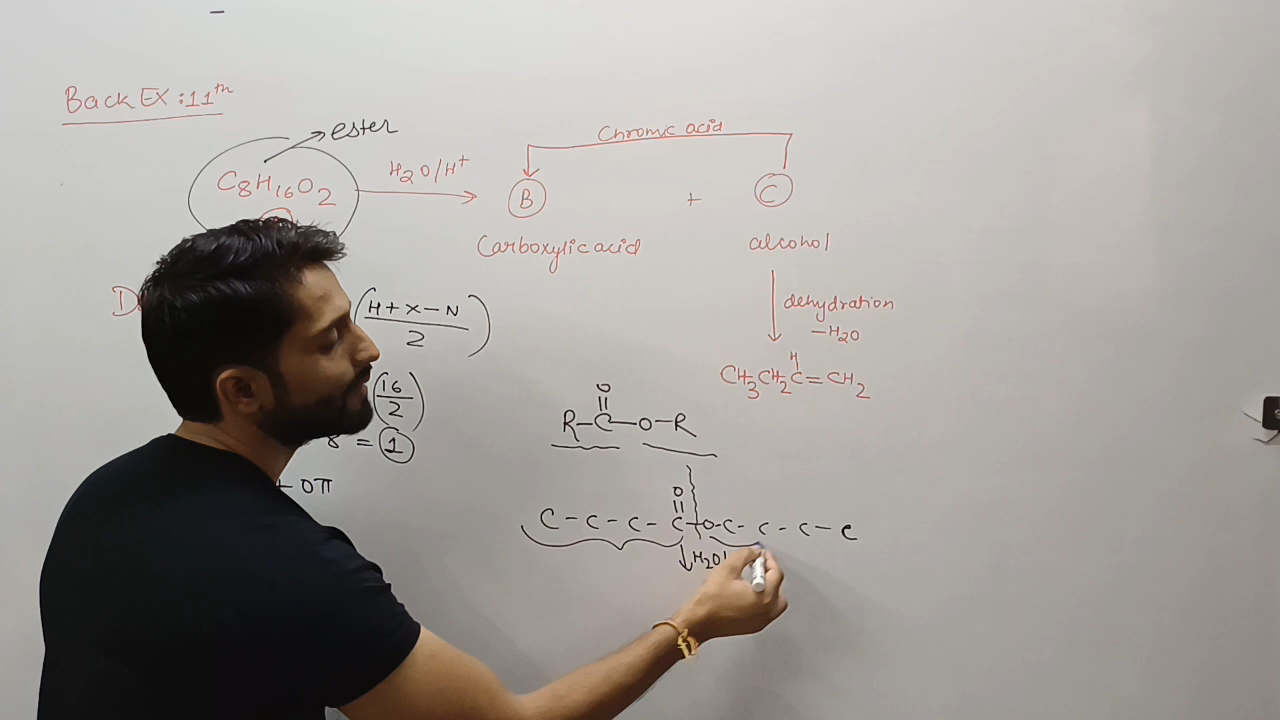 Back EX : 11th
ester
C8H16O2
H2O/H+
Chromic acid
B
+
C
Carboxylic acid
alcohol
dehydration
-H2O
H
CH3CH2C=CH2
D
(H+X-N/2)
(16/2)
8 = 1
+ 0π
O
R-C-O-R
O
C-C-C-C-O-C-C-C-C
H2O